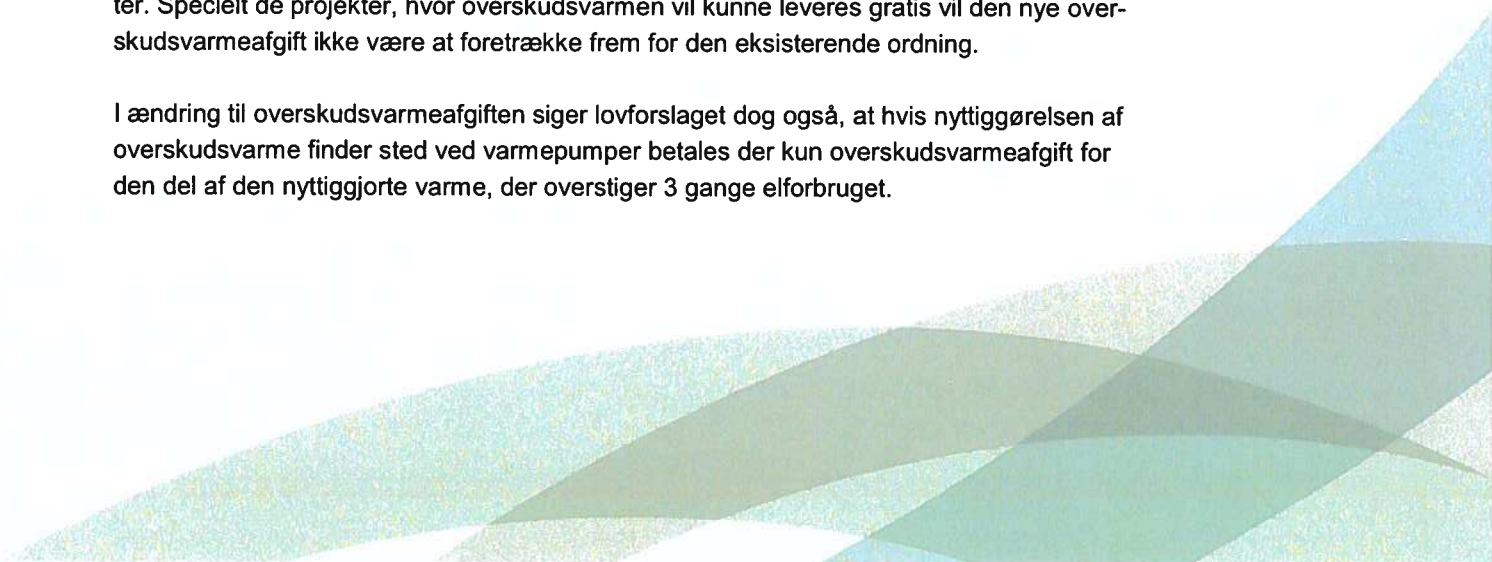 ter. Specielt de projekter, hvor overskudsvarmen vil kunne leveres gratis vil den nye over-
skudsvarmeafgift ikke være at foretrække frem for den eksisterende ordning.
I ændring til overskudsvarmeafgiften siger lovforslaget dog også, at hvis nyttiggørelsen af
overskudsvarme finder sted ved varmepumper betales der kun overskudsvarmeafgift for
den del af den nyttiggjorte varme, der overstiger 3 gange elforbruget.